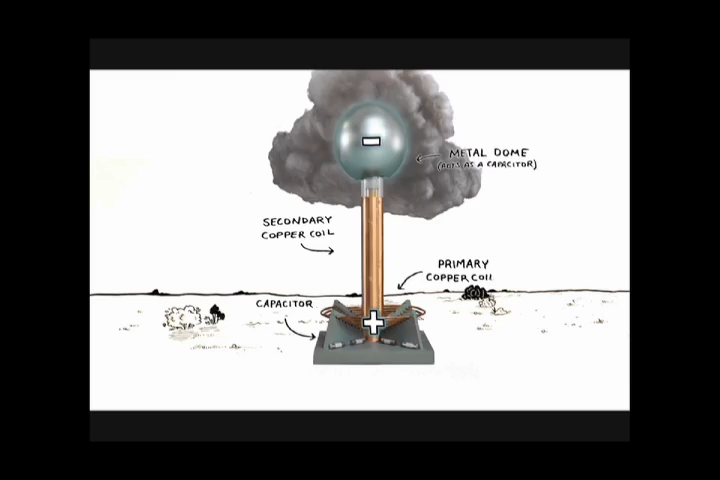 METAL DOME
(ACTS AS A CAPACITOR)
SECONDARY
COPPER COIL
PRIMARY
COPPER COIL
CAPACITOR